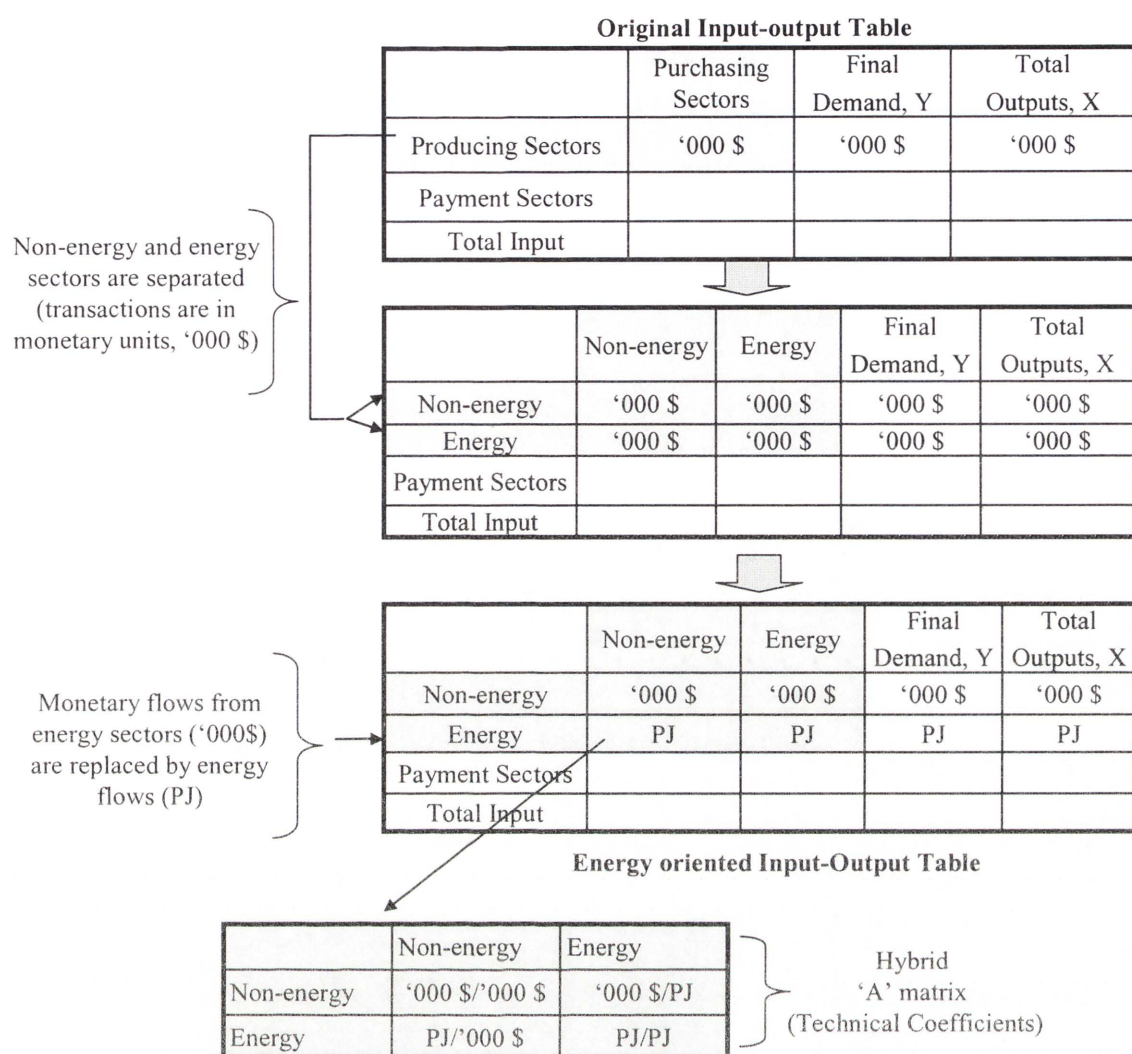 Original Input-output Table
Purchasing Sectors Final Demand, Y Total Outputs, X
Producing Sectors ‘000 $ ‘000 $ ‘000 $
Payment Sectors
Total Input
Non-energy and energy
sectors are separated
(transactions are in
monetary units, ‘000 $)
Non-energy Energy Final Demand, Y Total Outputs, X
Non-energy ‘000 $ ‘000 $ ‘000 $ ‘000 $
Energy ‘000 $ ‘000 $ ‘000 $ ‘000 $
Payment Sectors
Total Input
Non-energy Energy Final Demand, Y Total Outputs, X
Non-energy ‘000 $ ‘000 $ ‘000 $ ‘000 $
Energy PJ PJ PJ PJ
Payment Sectors
Total Input
Monetary flows from
energy sectors (‘000$)
are replaced by energy
flows (PJ)
Energy oriented Input-Output Table
Non-energy Energy
Non-energy ‘000 $/’000 $ ‘000 $/PJ
Energy PJ/’000 $ PJ/PJ
Hybrid
‘A’ matrix
(Technical Coefficients)